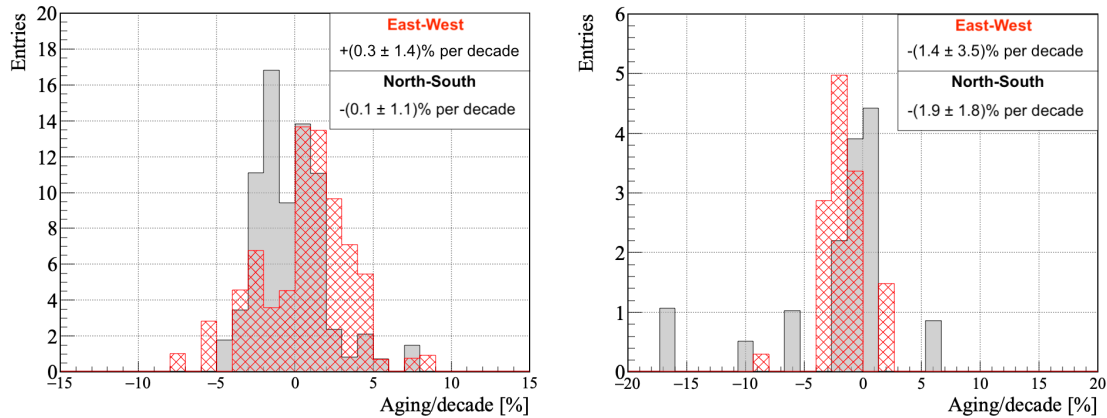 Entries
20
18
16
14
12
10
8
6
4
2
0
East-West
+(0.3 ± 1.4)% per decade
North-South
-(0.1 ± 1.1)% per decade
−15 −10 −5 0 5 10 15
Aging/decade [%]
Entries
6
5
4
3
2
1
0
East-West
-(1.4 ± 3.5)% per decade
North-South
-(1.9 ± 1.8)% per decade
−20 −15 −10 −5 0 5 10 15 20
Aging/decade [%]